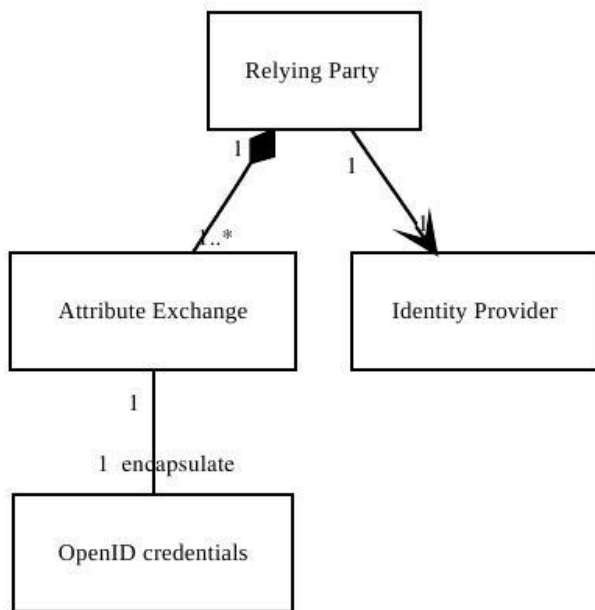 Relying Party
1
1
1..*
1
Attribute Exchange
Identity Provider
1
1 encapsulate
OpenID credentials